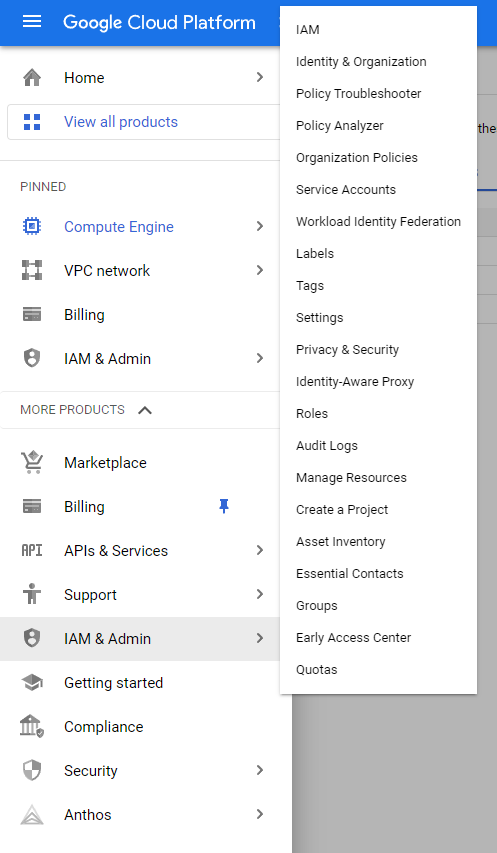 Google Cloud Platform
Home
View all products
PINNED
Compute Engine
VPC network
Billing
IAM & Admin
MORE PRODUCTS
Marketplace
Billing
API APIs & Services
Support
IAM & Admin
Getting started
Compliance
Security
Anthos
IAM
Identity & Organization
Policy Troubleshooter
Policy Analyzer
Organization Policies
Service Accounts
Workload Identity Federation
Labels
Tags
Settings
Privacy & Security
Identity-Aware Proxy
Roles
Audit Logs
Manage Resources
Create a Project
Asset Inventory
Essential Contacts
Groups
Early Access Center
Quotas
the